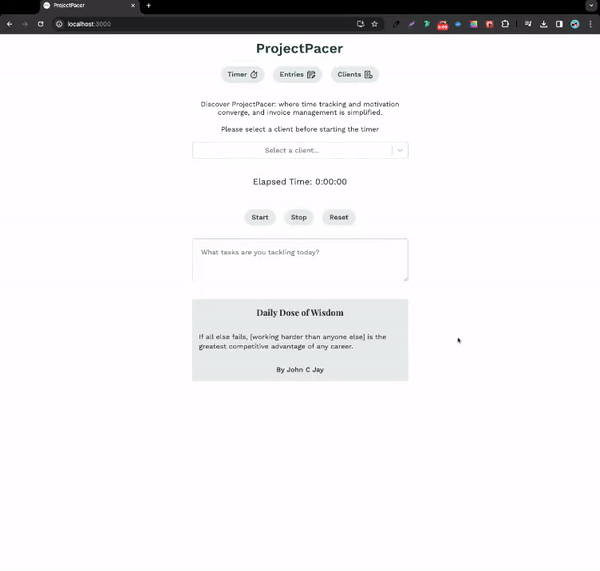 ProjectPacer
localhost:3000
ProjectPacer
Timer Entries Clients
Discover ProjectPacer: where time tracking and motivation
converge, and invoice management is simplified.
Please select a client before starting the timer
Select a client...
Elapsed Time: 0:00:00
Start Stop Reset
What tasks are you tackling today?
Daily Dose of Wisdom
If all else fails, [working harder than anyone else] is the
greatest competitive advantage of any career.
By John C Jay